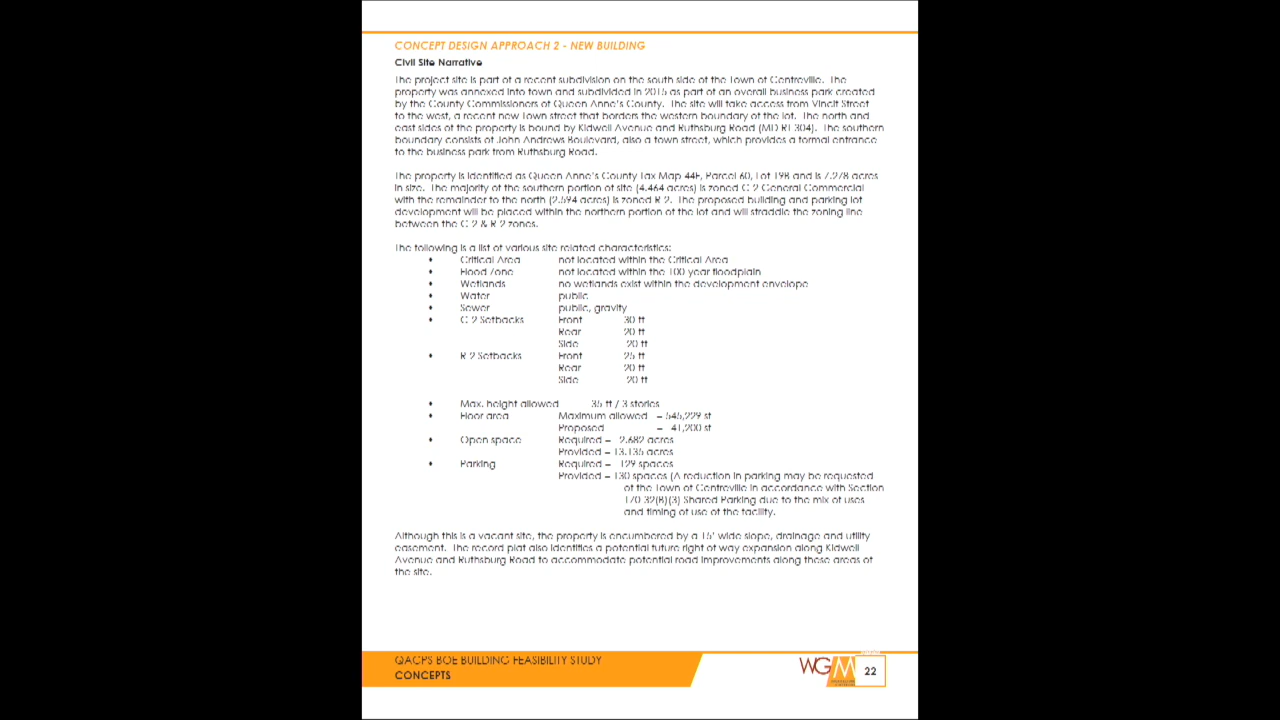 CONCEPT DESIGN APPROACH 2 - NEW BUILDING
Civil Site Narrative
The project site is part of a recent subdivision on the south side of the Town of Centreville. The
property was annexed into town and subdivided in 2015 as part of an overall business park created
by the County Commissioners of Queen Anne's County. The site will take access from Vincit Street
to the west, a recent new Town street that borders the western boundary of the lot. The north and
east sides of the property is bound by Kidwell Avenue and Ruthsburg Road (MD RT 304). The southern
boundary consists of John Andrews Boulevard, also a town street, which provides a formal entrance
to the business park from Ruthsburg Road.
The property is identified as Queen Anne's County Tax Map 44F, Parcel 60, Lot 19B and is 7.278 acres
in size. The majority of the southern portion of site (4.464 acres) is zoned C-2 General Commercial
with the remainder to the north (2.594 acres) is zoned R-2. The proposed building and parking lot
development will be placed within the northern portion of the lot and will straddle the zoning line
between the C-2 & R-2 zones.
The following is a list of various site related characteristics:
• Critical Area not located within the Critical Area
• Flood Zone not located within the 100 year floodplain
• Wetlands no wetlands exist within the development envelope
• Water public
• Sewer public, gravity
• C-2 Setbacks Front 30 ft
Rear 20 ft
Side 20 ft
• R-2 Setbacks Front 25 ft
Rear 20 ft
Side 20 ft
• Max. height allowed 35 ft / 3 stories
• Floor area Maximum allowed = 545,229 sf
Proposed = 41,200 sf
• Open space Required = 2.682 acres
Provided = 13.135 acres
• Parking Required = 129 spaces
Provided = 130 spaces (A reduction in parking may be requested
of the Town of Centreville in accordance with Section
170-32(B)(3) Shared Parking due to the mix of uses
and timing of use of the facility.
Although this is a vacant site, the property is encumbered by a 15' wide slope, drainage and utility
easement. The record plat also identifies a potential future right of way expansion along Kidwell
Avenue and Ruthsburg Road to accommodate potential road improvements along these areas of
the site.
QACPS BOE BUILDING FEASIBILITY STUDY
CONCEPTS
WGM
22